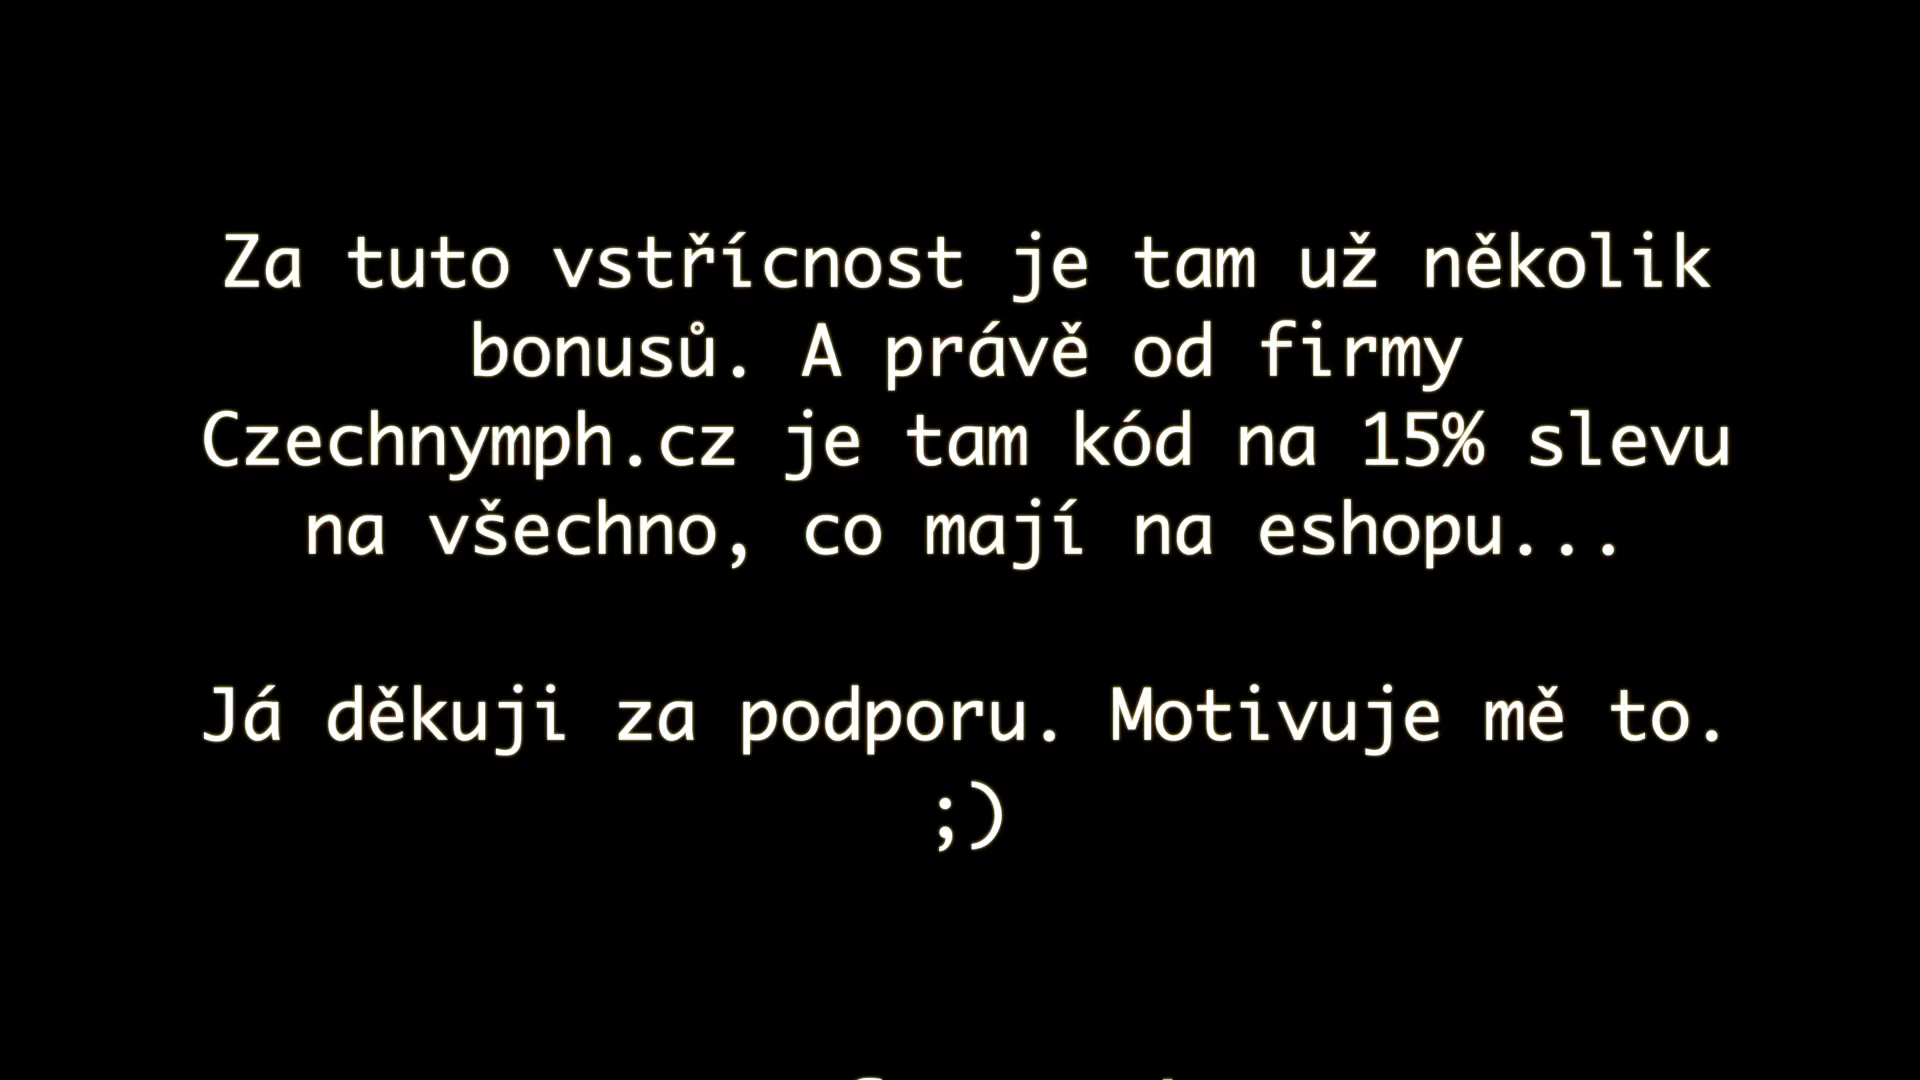 Za tuto vstřícnost je tam už několik
bonusů. A právě od firmy
Czechnymph.cz je tam kód na 15% slevu
na všechno, co mají na eshopu...
Já děkuji za podporu. Motivuje mě to.
;)